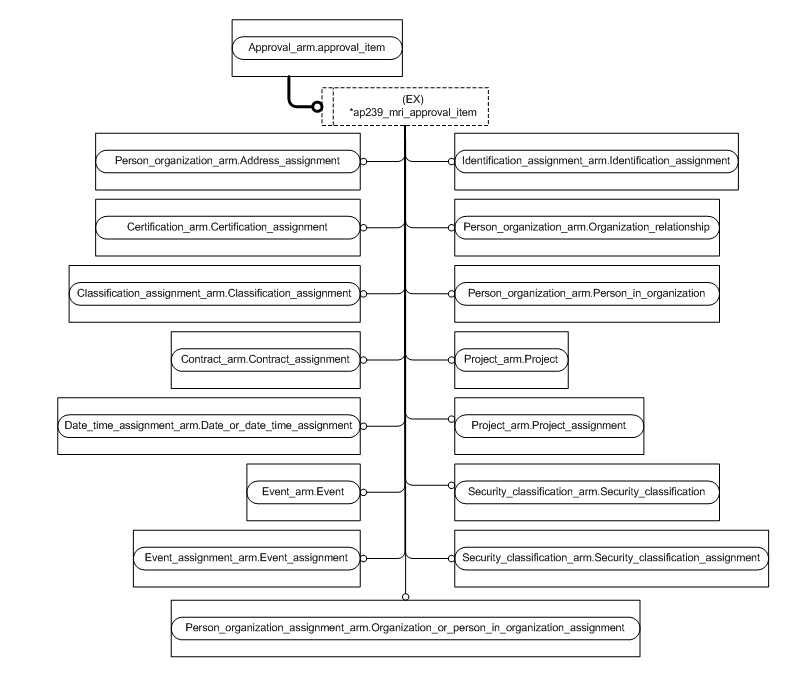 Approval_arm.approval_item
(EX)
*ap239_mri_approval_item
Person_organization_arm.Address_assignment
Identification_assignment_arm.Identification_assignment
Certification_arm.Certification_assignment
Person_organization_arm.Organization_relationship
Classification_assignment_arm.Classification_assignment
Person_organization_arm.Person_in_organization
Contract_arm.Contract_assignment
Project_arm.Project
Date_time_assignment_arm.Date_or_date_time_assignment
Project_arm.Project_assignment
Event_arm.Event
Security_classification_arm.Security_classification
Event_assignment_arm.Event_assignment
Security_classification_arm.Security_classification_assignment
Person_organization_assignment_arm.Organization_or_person_in_organization_assignment